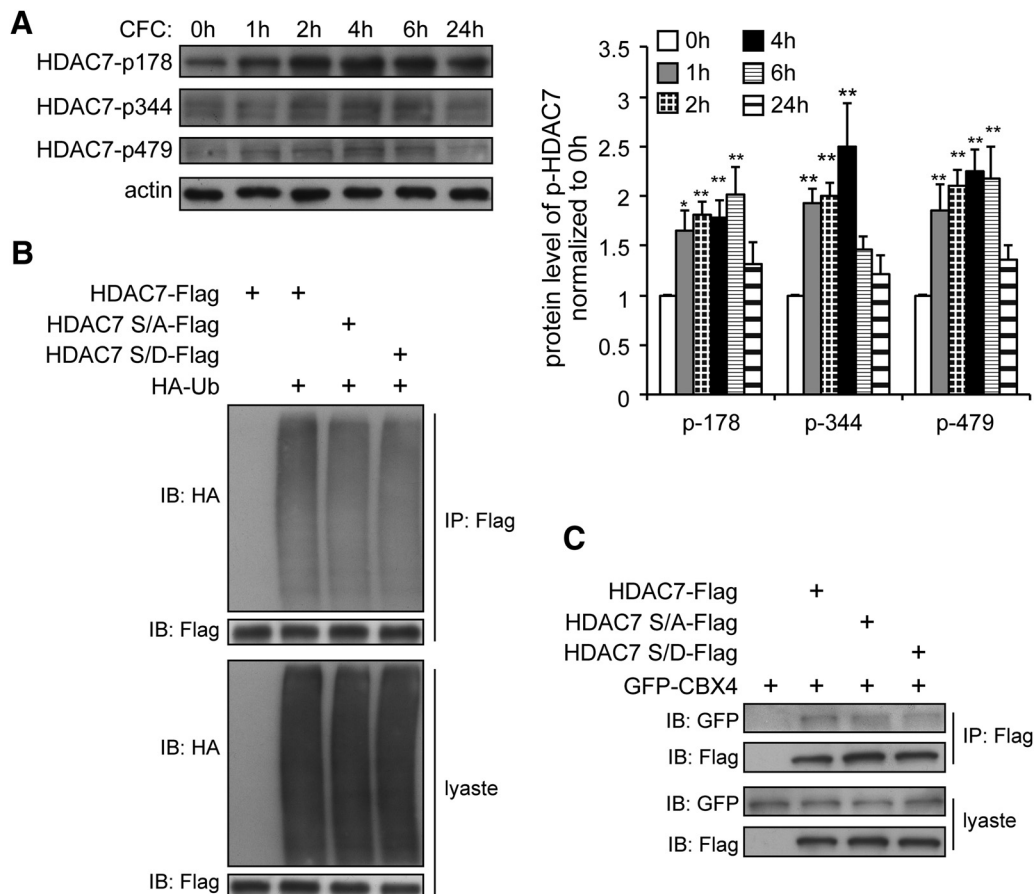 A
CFC: 0h 1h 2h 4h 6h 24h
HDAC7-p178
HDAC7-p344
HDAC7-p479
actin
protein level of p-HDAC7
normalized to 0h
3.5
3
2.5
2
1.5
1
0.5
0
0h 4h
1h 6h
2h 24h
* ** ** **
** ** **
** ** ** **
p-178 p-344 p-479
B
HDAC7-Flag + +
HDAC7 S/A-Flag +
HDAC7 S/D-Flag +
HA-Ub + + +
IB: HA
IP: Flag
IB: Flag
IB: HA
lyaste
IB: Flag
C
HDAC7-Flag +
HDAC7 S/A-Flag +
HDAC7 S/D-Flag +
GFP-CBX4 + + + +
IB: GFP
IP: Flag
IB: Flag
IB: GFP
lyaste
IB: Flag